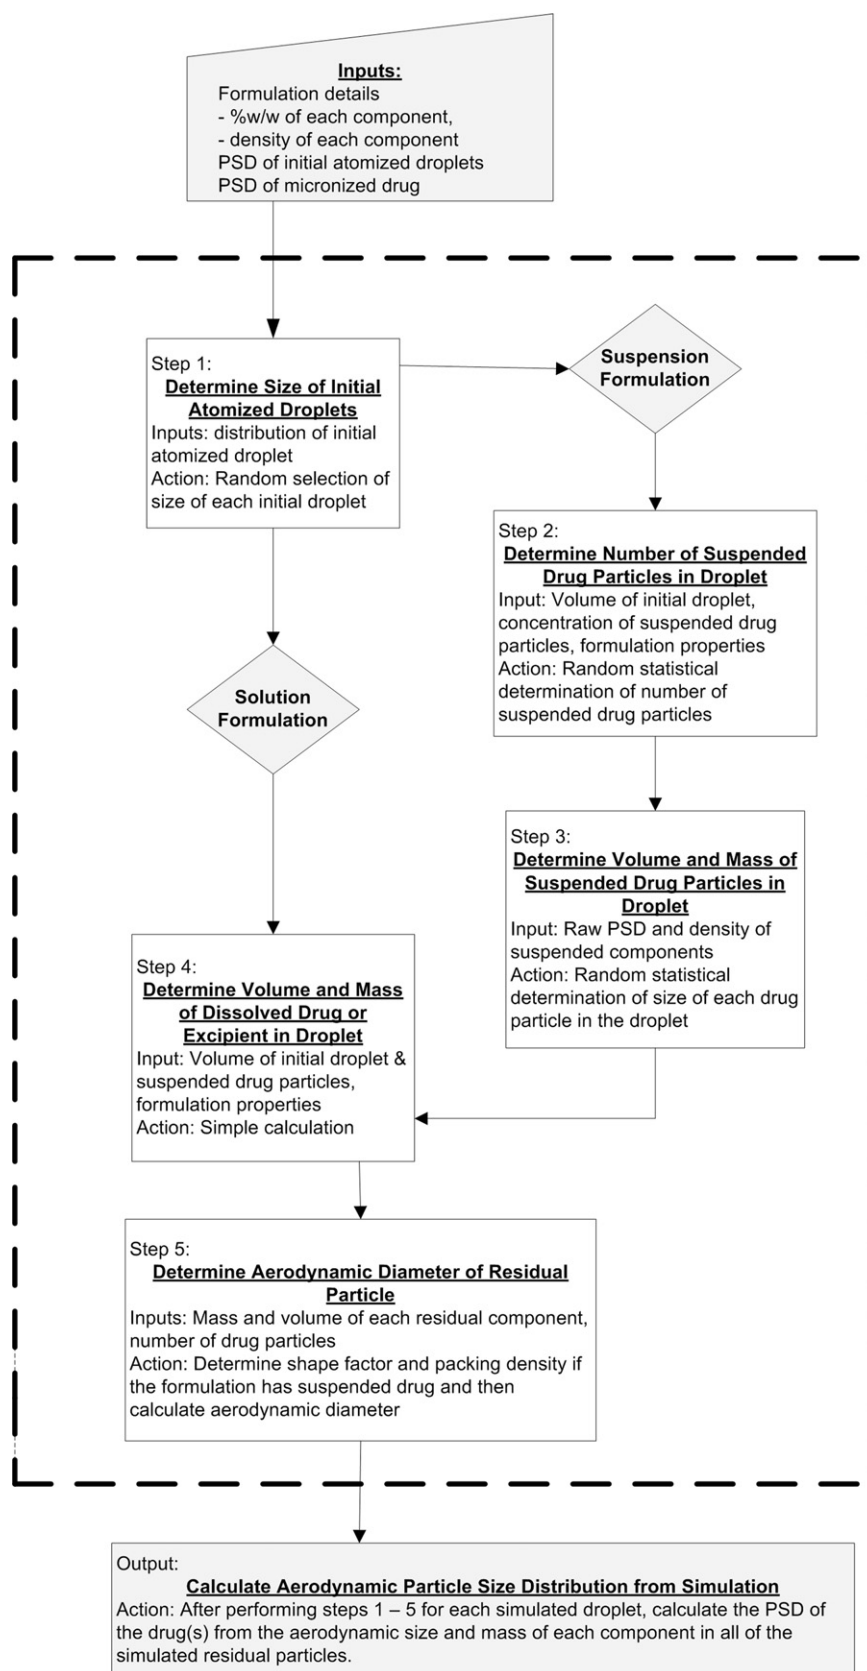 Inputs:
Formulation details
- %w/w of each component,
- density of each component
PSD of initial atomized droplets
PSD of micronized drug
Step 1:
Determine Size of Initial
Atomized Droplets
Inputs: distribution of initial
atomized droplet
Action: Random selection of
size of each initial droplet
Suspension
Formulation
Step 2:
Determine Number of Suspended
Drug Particles in Droplet
Input: Volume of initial droplet,
concentration of suspended drug
particles, formulation properties
Action: Random statistical
determination of number of
suspended drug particles
Solution
Formulation
Step 3:
Determine Volume and Mass of
Suspended Drug Particles in
Droplet
Input: Raw PSD and density of
suspended components
Action: Random statistical
determination of size of each drug
particle in the droplet
Step 4:
Determine Volume and Mass
of Dissolved Drug or
Excipient in Droplet
Input: Volume of initial droplet &
suspended drug particles,
formulation properties
Action: Simple calculation
Step 5:
Determine Aerodynamic Diameter of Residual
Particle
Inputs: Mass and volume of each residual component,
number of drug particles
Action: Determine shape factor and packing density if
the formulation has suspended drug and then
calculate aerodynamic diameter
Output:
Calculate Aerodynamic Particle Size Distribution from Simulation
Action: After performing steps 1 – 5 for each simulated droplet, calculate the PSD of
the drug(s) from the aerodynamic size and mass of each component in all of the
simulated residual particles.